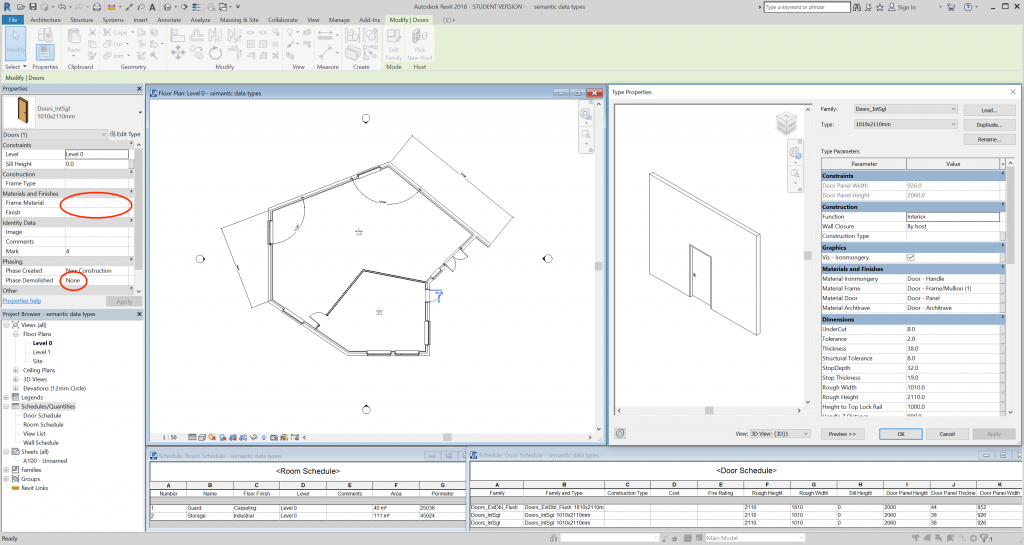 Autodesk Revit 2018 - STUDENT VERSION - semantic data types
Type a keyword or phrase
Sign In
File Architecture Structure Systems Insert Annotate Analyze Massing & Site Collaborate View Manage Add-Ins Modify | Doors
Modify
Paste
Cope
Cut
Join
Edit Family
Pick New Host
Select Properties Clipboard Geometry Modify View Measure Create Mode Host
Modify | Doors
Properties
Doors_IntSgl
1010x2110mm
Doors (1) Edit Type
Constraints
Level Level 0
Sill Height 0.0
Construction
Frame Type
Materials and Finishes
Frame Material
Finish
Identity Data
Image
Comments
Mark 4
Phasing
Phase Created New Construction
Phase Demolished None
Other
Properties help Apply
Project Browser - semantic data types
Views (all)
Floor Plans
Level 0
Level 1
Site
Ceiling Plans
3D Views
Elevations (12mm Circle)
Legends
Schedules/Quantities
Door Schedule
Room Schedule
View List
Wall Schedule
Sheets (all)
A100 - Unnamed
Families
Groups
Revit Links
Floor Plan: Level 0 - semantic data types
1 : 50
Type Properties
Family: Doors_IntSgl Load...
Type: 1010x2110mm Duplicate...
Rename...
Type Parameters
Parameter Value
Constraints
Door Panel Width 926.0
Door Panel Height 2060.0
Construction
Function Interior
Wall Closure By host
Construction Type
Graphics
Vis - Ironmongery
Materials and Finishes
Material Ironmongery Door - Handle
Material Frame Door - Frame/Mullion (1)
Material Door Door - Panel
Material Architrave Door - Architrave
Dimensions
UnderCut 8.0
Tolerance 2.0
Thickness 38.0
Structural Tolerance 8.0
StopDepth 32.0
Stop Thickness 19.0
Rough Width 1010.0
Rough Height 2110.0
Height to Top Lock Rail 1000.0
View: 3D View: {3D}1 Preview >> OK Cancel Apply
Schedule: Room Schedule - semantic data types
<Room Schedule>
A B C D E F G
Number Name Floor Finish Level Comments Area Perimeter
1 Guard Carpeting Level 0 40 m² 25036
2 Storage Industrial Level 0 111 m² 45024
Schedule: Door Schedule - semantic data types
<Door Schedule>
A B C D E F G H I J K
Family Family and Type Construction Type Cost Fire Rating Rough Height Rough Width Sill Height Door Panel Height Door Panel Thickne Door Panel Width
Doors_ExtDbl_Flush Doors_ExtDbl_Flush 1810x2110m 2110 1810 0 2000 44 852
Doors_IntSgl Doors_IntSgl 1010x2110mm 2110 1010 0 2060 38 926
Doors_IntSgl Doors_IntSgl 1010x2110mm 2110 1010 0 2060 38 926
Ready
Main Model